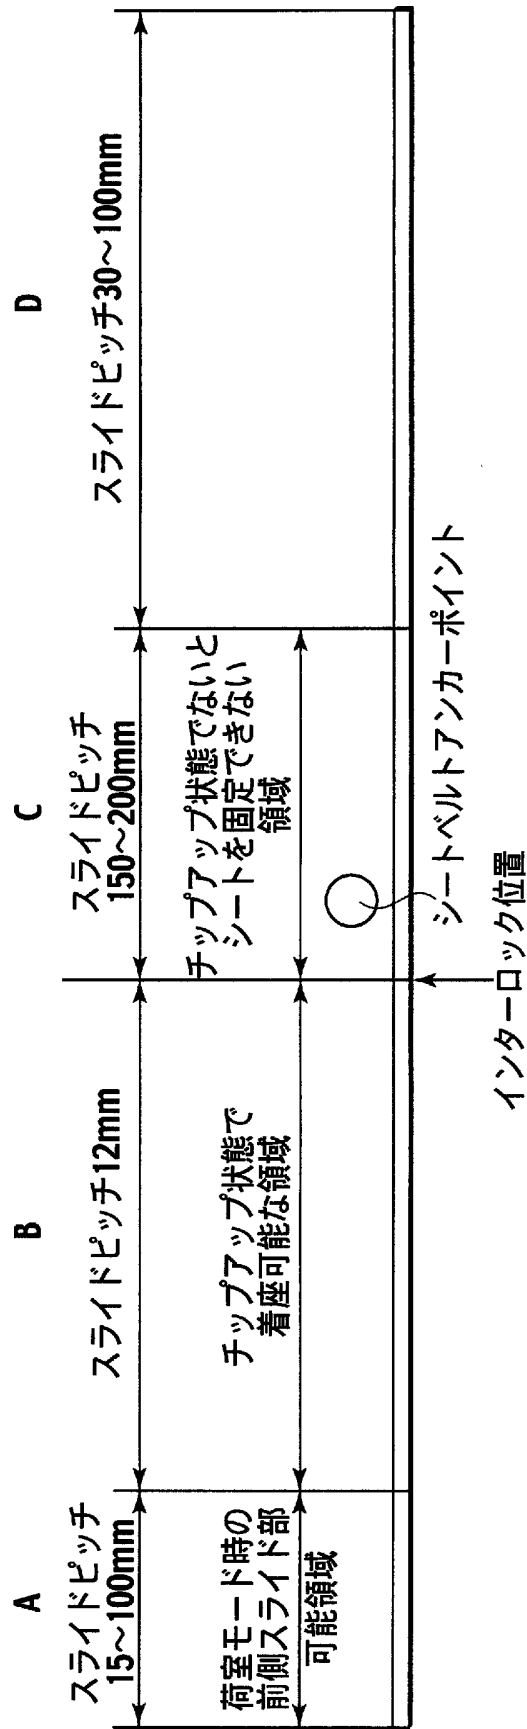 A
スライドピッチ
15～100mm
荷室モード時の
前側スライド部
可能領域
B
スライドピッチ12mm
チップアップ状態で
着座可能な領域
C
スライドピッチ
150～200mm
チップアップ状態でないと
シートを固定できない
領域
D
スライドピッチ30～100mm
シートベルトアンカーポイント
インターロック位置